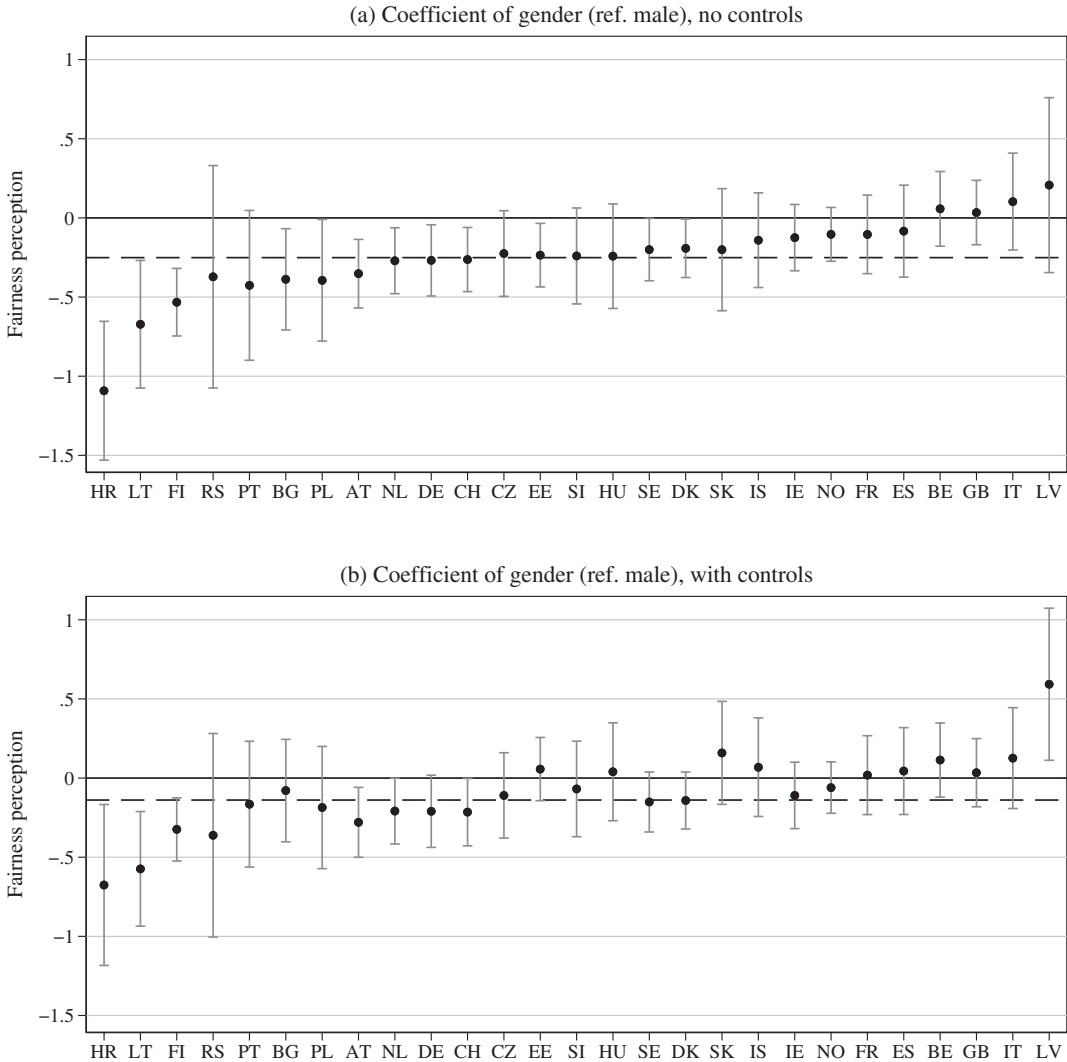 (a) Coefficient of gender (ref. male), no controls
Fairness perception
1
.5
0
−.5
−1
−1.5
HR LT FI RS PT BG PL AT NL DE CH CZ EE SI HU SE DK SK IS IE NO FR ES BE GB IT LV
(b) Coefficient of gender (ref. male), with controls
Fairness perception
1
.5
0
−.5
−1
−1.5
HR LT FI RS PT BG PL AT NL DE CH CZ EE SI HU SE DK SK IS IE NO FR ES BE GB IT LV